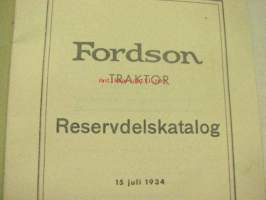 Fordson
TRAKTOR
Reservdelskatalog
15 juli 1934